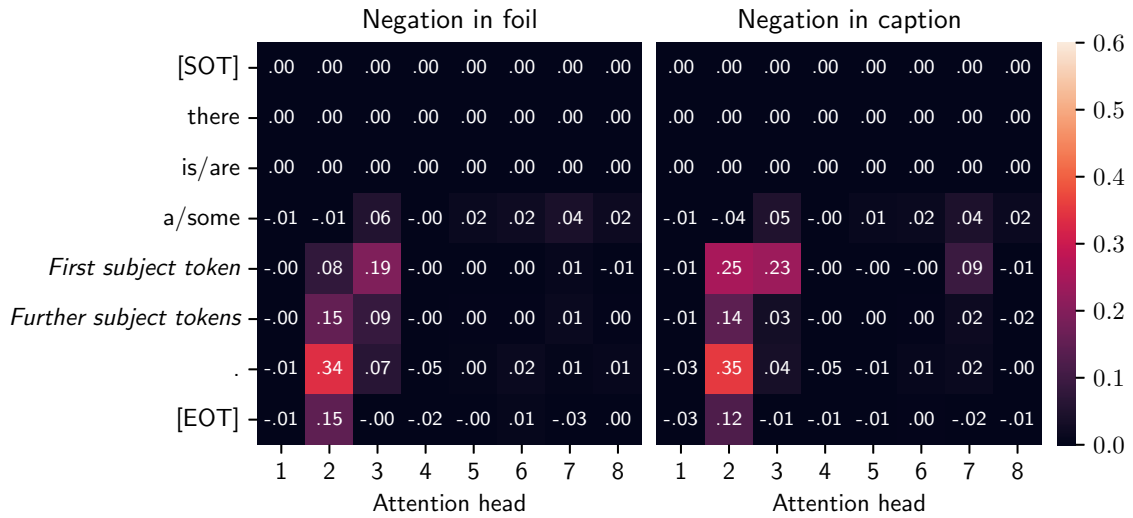 Negation in foil Negation in caption
[SOT] .00 .00 .00 .00 .00 .00 .00 .00 .00 .00 .00 .00 .00 .00 .00 .00 0.6
there .00 .00 .00 .00 .00 .00 .00 .00 .00 .00 .00 .00 .00 .00 .00 .00 0.5
is/are .00 .00 .00 .00 .00 .00 .00 .00 .00 .00 .00 .00 .00 .00 .00 .00 0.4
a/some -.01 -.01 .06 -.00 .02 .02 .04 .02 -.01 -.04 .05 -.00 .01 .02 .04 .02
First subject token -.00 .08 .19 -.00 .00 .00 .01 -.01 -.01 .25 .23 -.00 -.00 -.00 .09 -.01 0.3
Further subject tokens -.00 .15 .09 -.00 .00 .00 .01 .00 -.01 .14 .03 -.00 .00 .00 .02 -.02 0.2
. -.01 .34 .07 -.05 .00 .02 .01 .01 -.03 .35 .04 -.05 -.01 .01 .02 -.00 0.1
[EOT] -.01 .15 -.00 -.02 -.00 .01 -.03 .00 -.03 .12 -.01 -.01 -.01 .00 -.02 -.01 0.0
1 2 3 4 5 6 7 8 1 2 3 4 5 6 7 8
Attention head Attention head